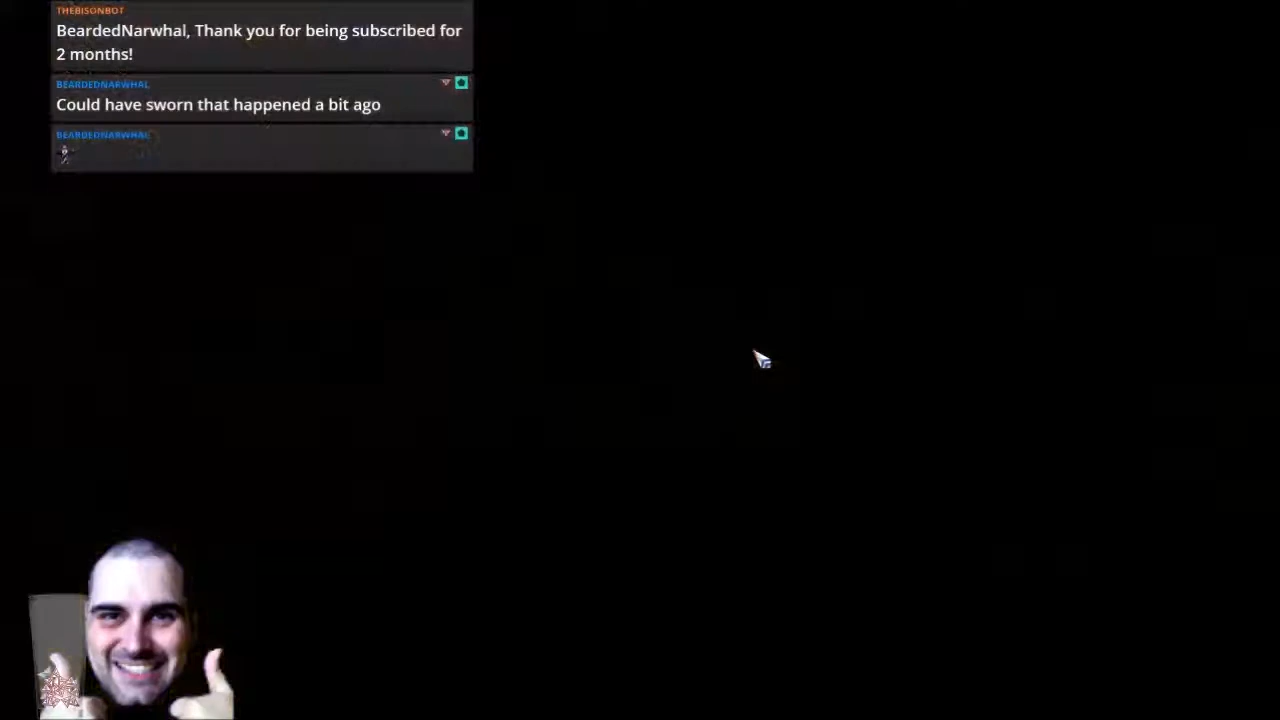 THEBISONBOT
BeardedNarwhal, Thank you for being subscribed for
2 months!
BEARDEDNARWHAL
Could have sworn that happened a bit ago
BEARDEDNARWHAL